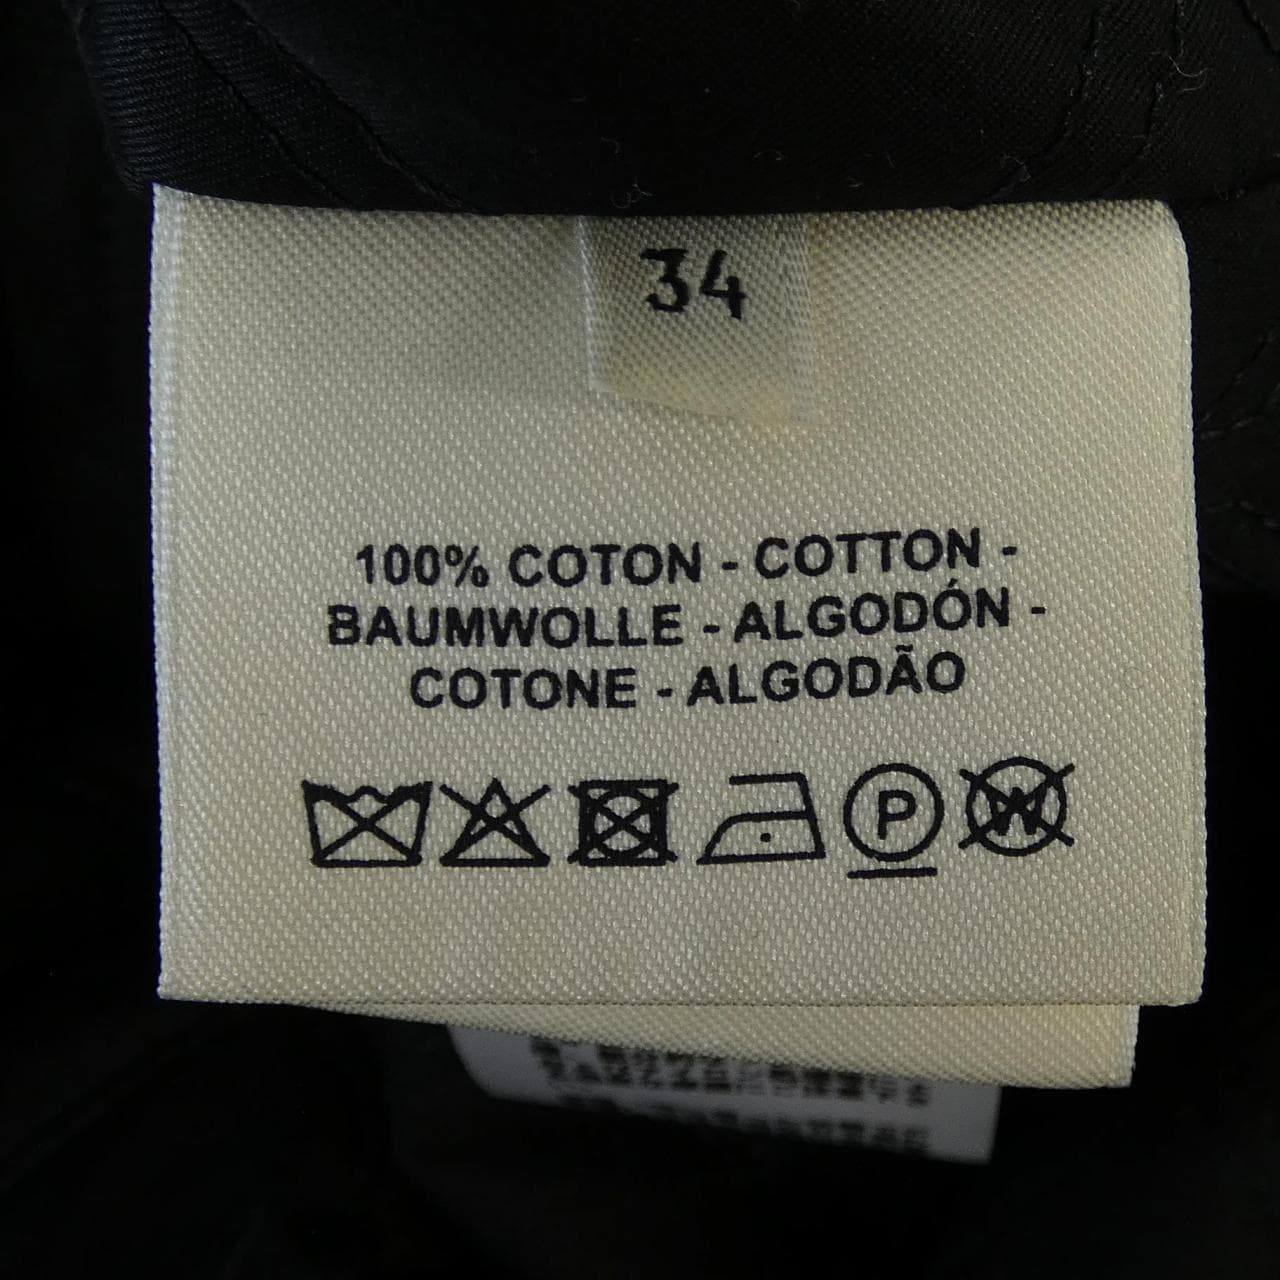 34
100% COTON - COTTON -
BAUMWOLLE - ALGODÓN -
COTONE - ALGODÃO
P
W